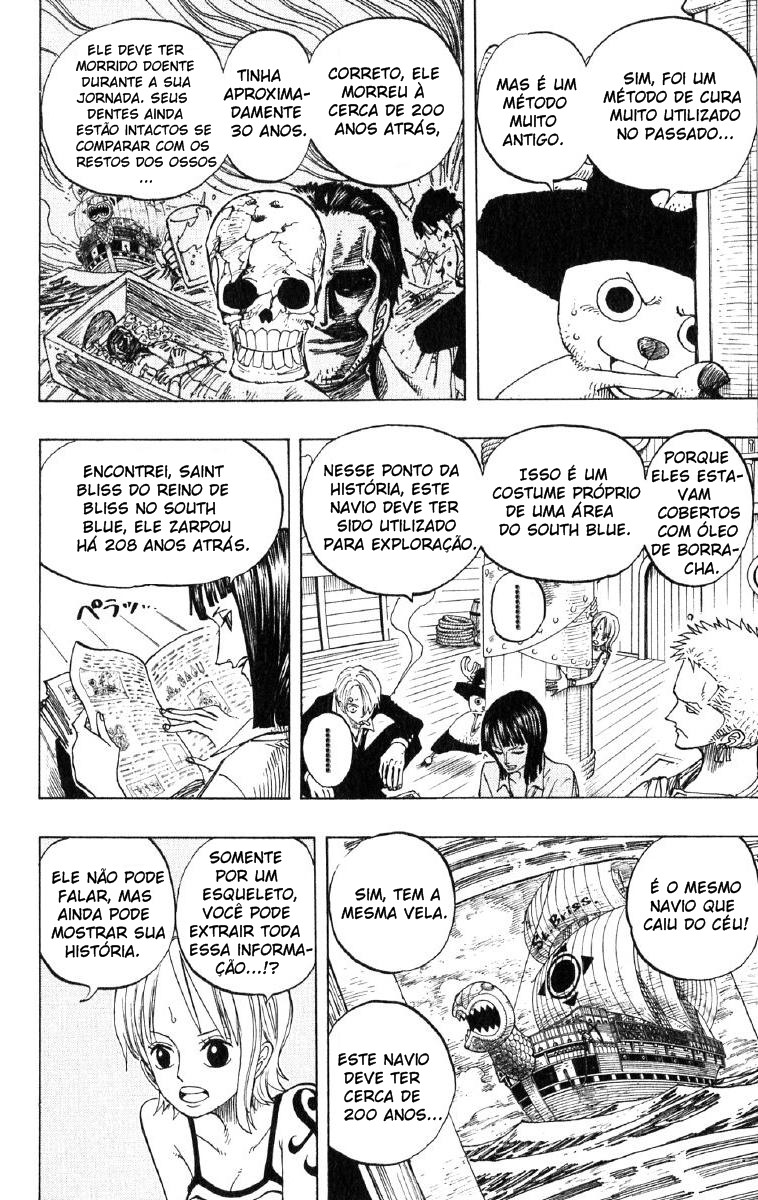 SIM, FOI UM
MÉTODO DE CURA
MUITO UTILIZADO
NO PASSADO...
MAS É UM
MÉTODO
MUITO
ANTIGO.
CORRETO, ELE
MORREU À
CERCA DE 200
ANOS ATRÁS,
TINHA
APROXIMA-
DAMENTE
30 ANOS.
ELE DEVE TER
MORRIDO DOENTE
DURANTE A SUA
JORNADA. SEUS
DENTES AINDA
ESTÃO INTACTOS SE
COMPARAR COM OS
RESTOS DOS OSSOS
...
PORQUE
ELES ESTA-
VAM
COBERTOS
COM ÓLEO
DE BORRA-
CHA.
ISSO É UM
COSTUME PRÓPRIO
DE UMA ÁREA
DO SOUTH BLUE.
NESSE PONTO DA
HISTÓRIA, ESTE
NAVIO DEVE TER
SIDO UTILIZADO
PARA EXPLORAÇÃO.
.........
.........
ENCONTREI, SAINT
BLISS DO REINO DE
BLISS NO SOUTH
BLUE, ELE ZARPOU
HÁ 208 ANOS ATRÁS.
ペラッ…
É O MESMO
NAVIO QUE
CAIU DO CÉU!
St. Briss.
SIM, TEM A
MESMA VELA.
ESTE NAVIO
DEVE TER
CERCA DE
200 ANOS...
SOMENTE
POR UM
ESQUELETO,
VOCÊ PODE
EXTRAIR TODA
ESSA INFORMA-
ÇÃO...!?
ELE NÃO PODE
FALAR, MAS
AINDA PODE
MOSTRAR SUA
HISTÓRIA.